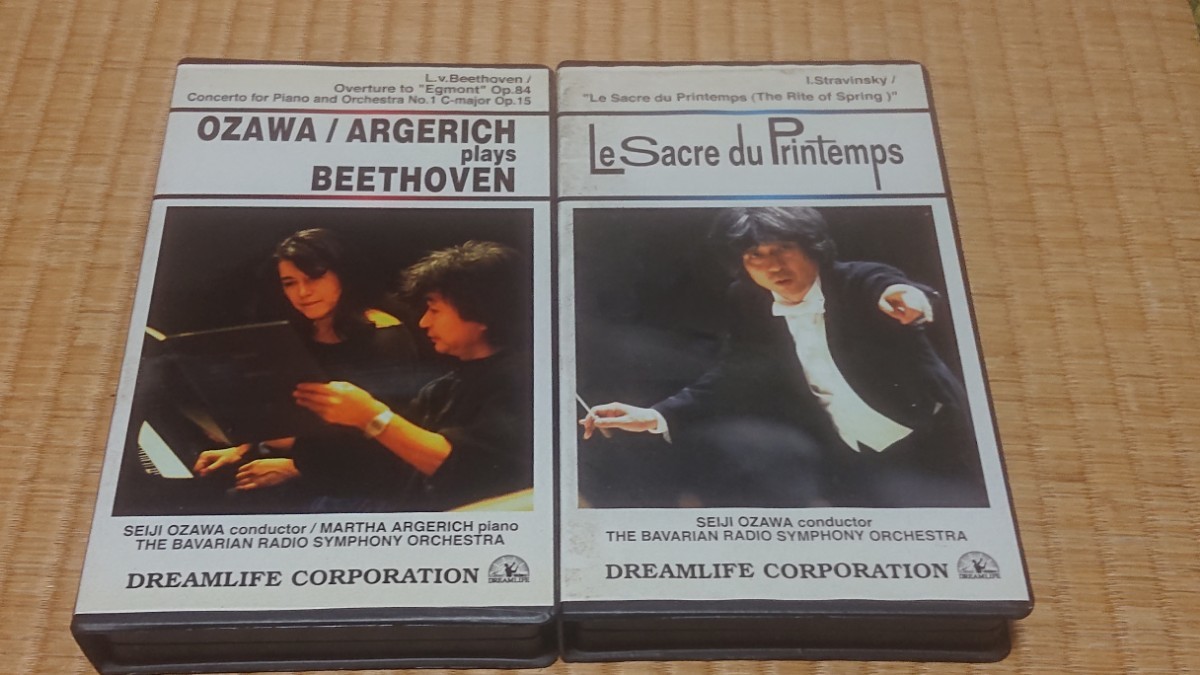 L.v.Beethoven /
Overture to "Egmont" Op.84
Concerto for Piano and Orchestra No.1 C-major Op.15
OZAWA / ARGERICH
plays
BEETHOVEN
SEIJI OZAWA conductor / MARTHA ARGERICH piano
THE BAVARIAN RADIO SYMPHONY ORCHESTRA
DREAMLIFE CORPORATION
DREAMLIFE
I.Stravinsky /
"Le Sacre du Printemps (The Rite of Spring )"
Le Sacre du Printemps
SEIJI OZAWA conductor
THE BAVARIAN RADIO SYMPHONY ORCHESTRA
DREAMLIFE CORPORATION
DREAMLIFE